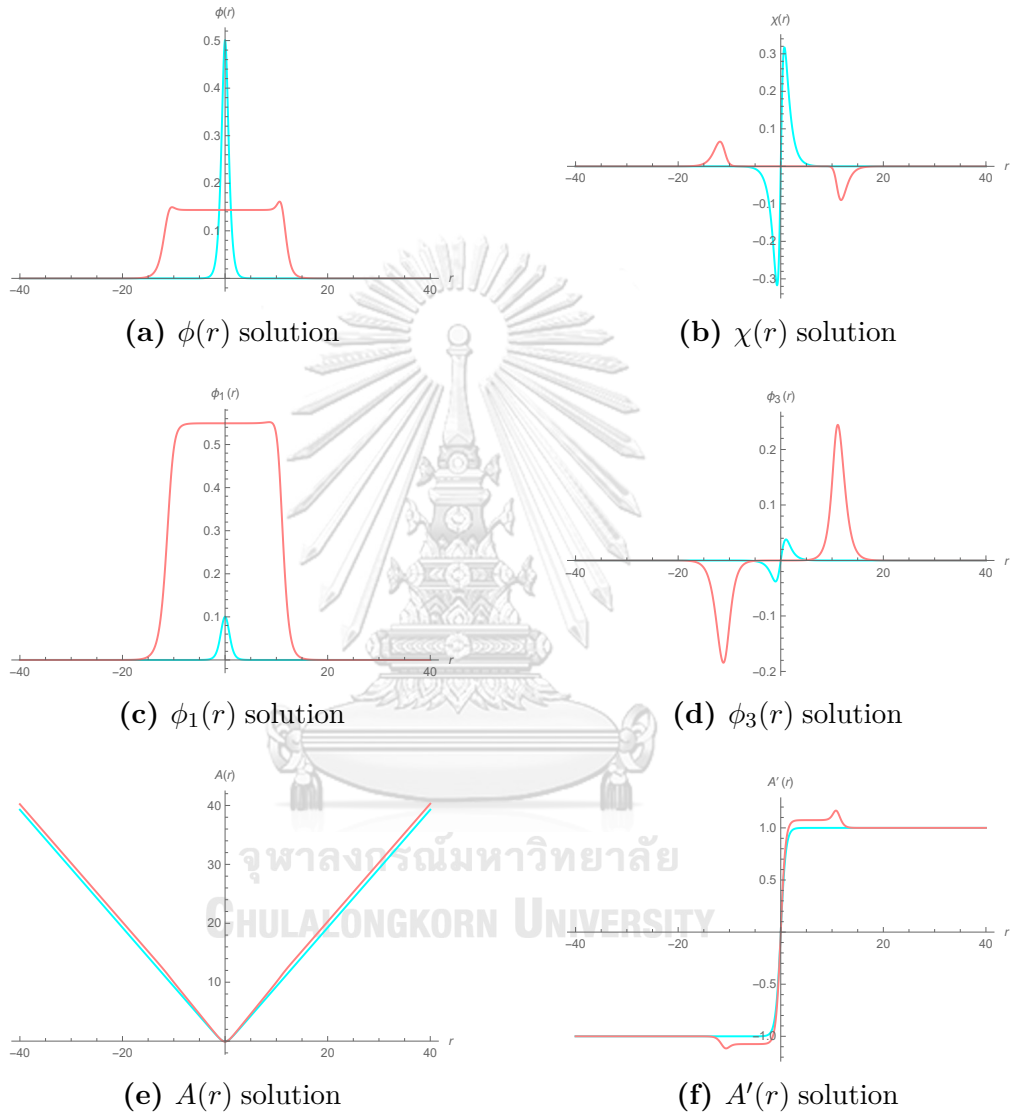 ϕ(r)
0.5
0.4
0.3
0.2
0.1
−40 −20 20 40 r
(a) ϕ(r) solution
χ(r)
0.3
0.2
0.1
−40 −20 20 40 r
−0.1
−0.2
−0.3
(b) χ(r) solution
ϕ₁(r)
0.5
0.4
0.3
0.2
0.1
−40 −20 20 40 r
(c) ϕ₁(r) solution
ϕ₃(r)
0.2
0.1
−40 −20 20 40 r
−0.1
−0.2
(d) ϕ₃(r) solution
A(r)
40
30
20
10
−40 −20 20 40 r
(e) A(r) solution
A′(r)
1.0
0.5
−40 −20 20 40 r
−0.5
−1.0
(f) A′(r) solution
จุฬาลงกรณ์มหาวิทยาลัย
CHULALONGKORN UNIVERSITY